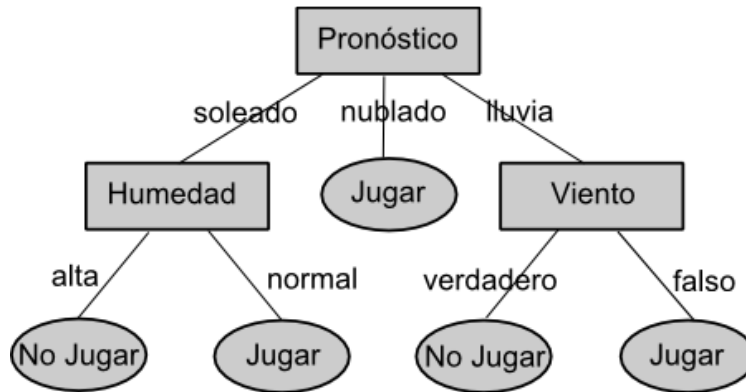 Pronóstico
soleado nublado lluvia
Humedad Jugar Viento
alta normal verdadero falso
No Jugar Jugar No Jugar Jugar